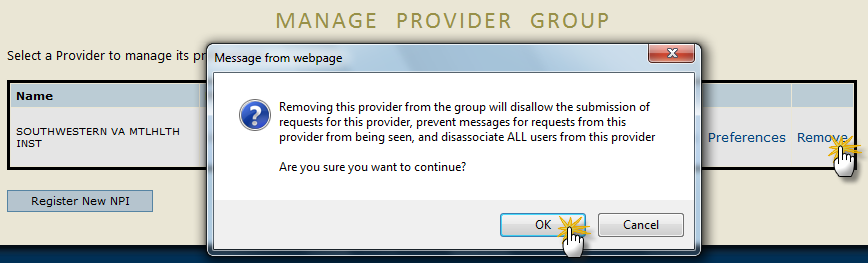 MANAGE PROVIDER GROUP
Select a Provider to manage its pr
Message from webpage
Name
Removing this provider from the group will disallow the submission of
requests for this provider, prevent messages for requests from this
provider from being seen, and disassociate ALL users from this provider
SOUTHWESTERN VA MTLHLTH
INST
Preferences Remove
Are you sure you want to continue?
Register New NPI
OK Cancel